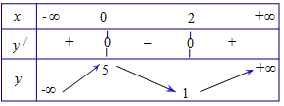 x -∞ 0 2 +∞
y/ + 0 − 0 +
y -∞ 5 1 +∞